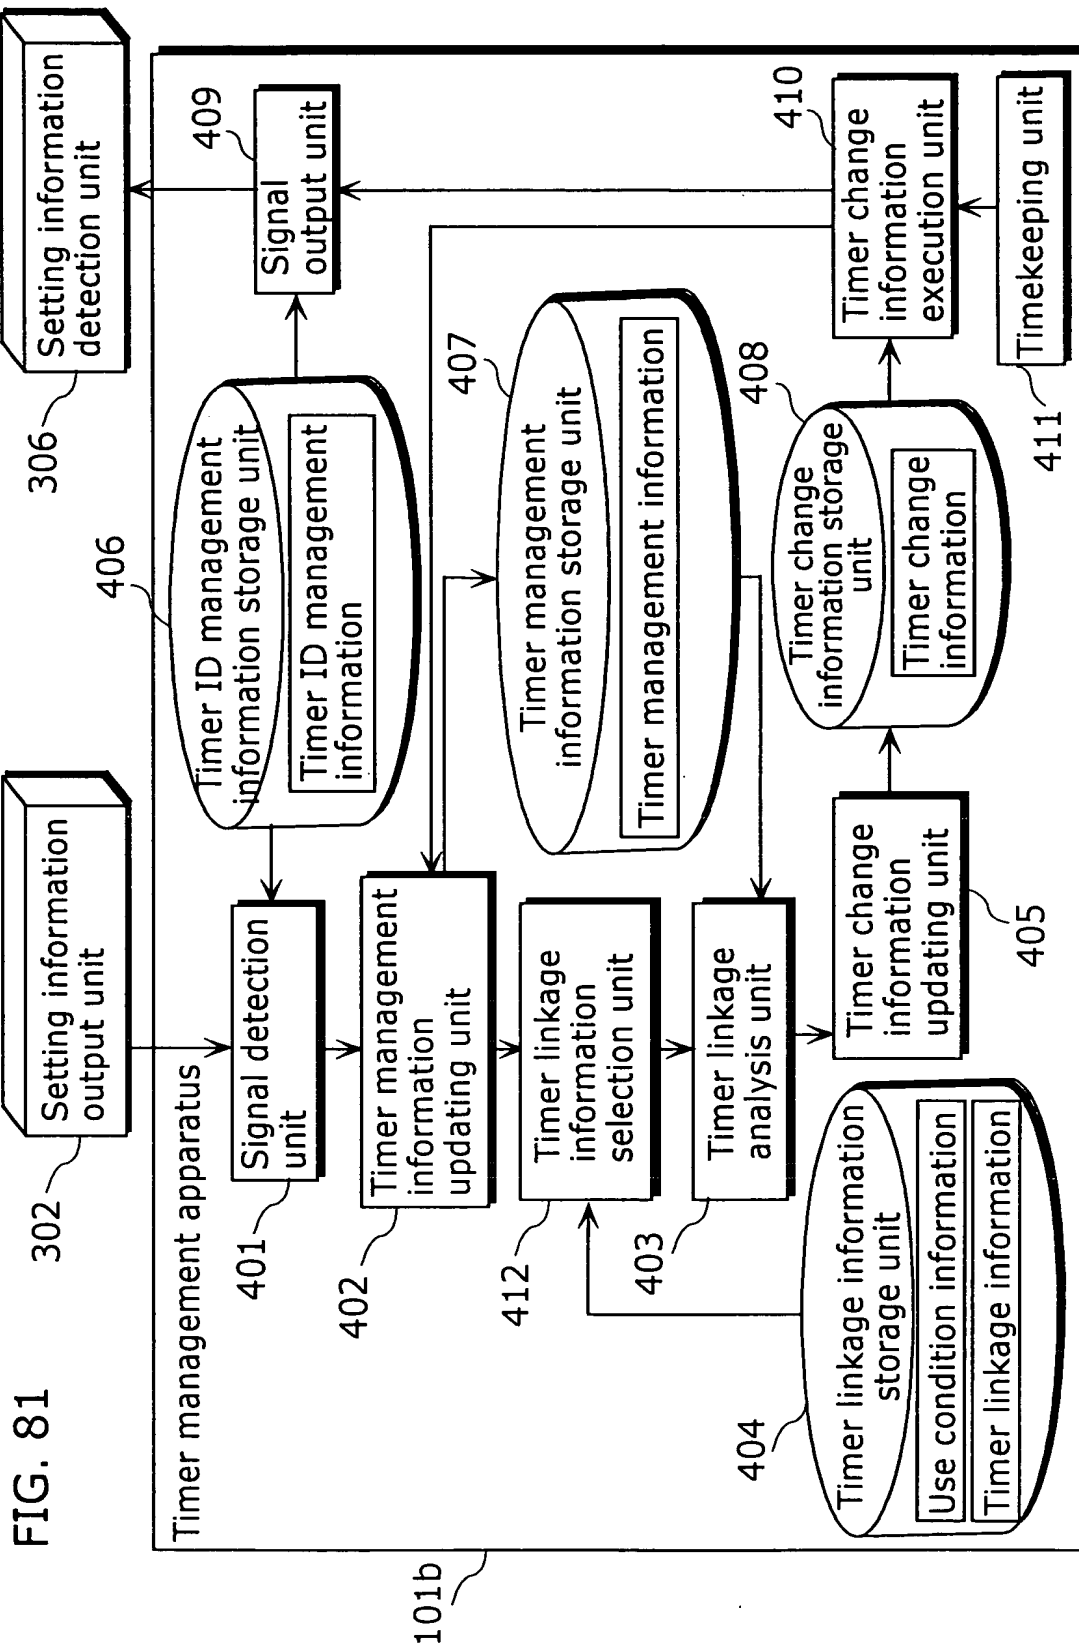 FIG. 81
302
Setting information
output unit
306
Setting information
detection unit
101b
Timer management apparatus
401
Signal detection
unit
406
Timer ID management
information storage unit
Timer ID management
information
409
Signal
output unit
402
Timer management
information
updating unit
412
Timer linkage
information
selection unit
407
Timer management
information storage unit
Timer management information
403
Timer linkage
analysis unit
404
Timer linkage information
storage unit
Use condition information
Timer linkage information
Timer change
information
updating unit
405
408
Timer change
information storage
unit
Timer change
information
410
Timer change
information
execution unit
Timekeeping unit
411